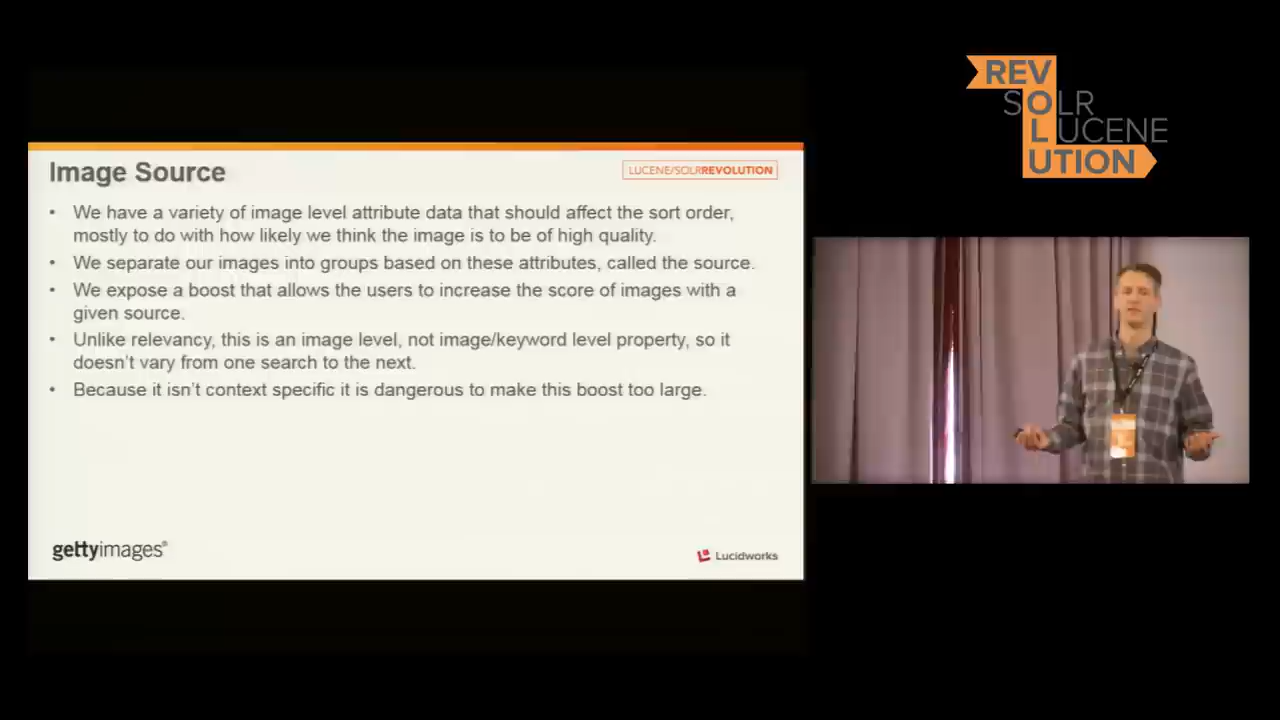 REV
SOLR
O
LUCENE
UTION
Image Source
LUCENE/SOLRREVOLUTION
• We have a variety of image level attribute data that should affect the sort order,
mostly to do with how likely we think the image is to be of high quality.
• We separate our images into groups based on these attributes, called the source.
• We expose a boost that allows the users to increase the score of images with a
given source.
• Unlike relevancy, this is an image level, not image/keyword level property, so it
doesn't vary from one search to the next.
• Because it isn't context specific it is dangerous to make this boost too large.
gettyimages®
Lucidworks